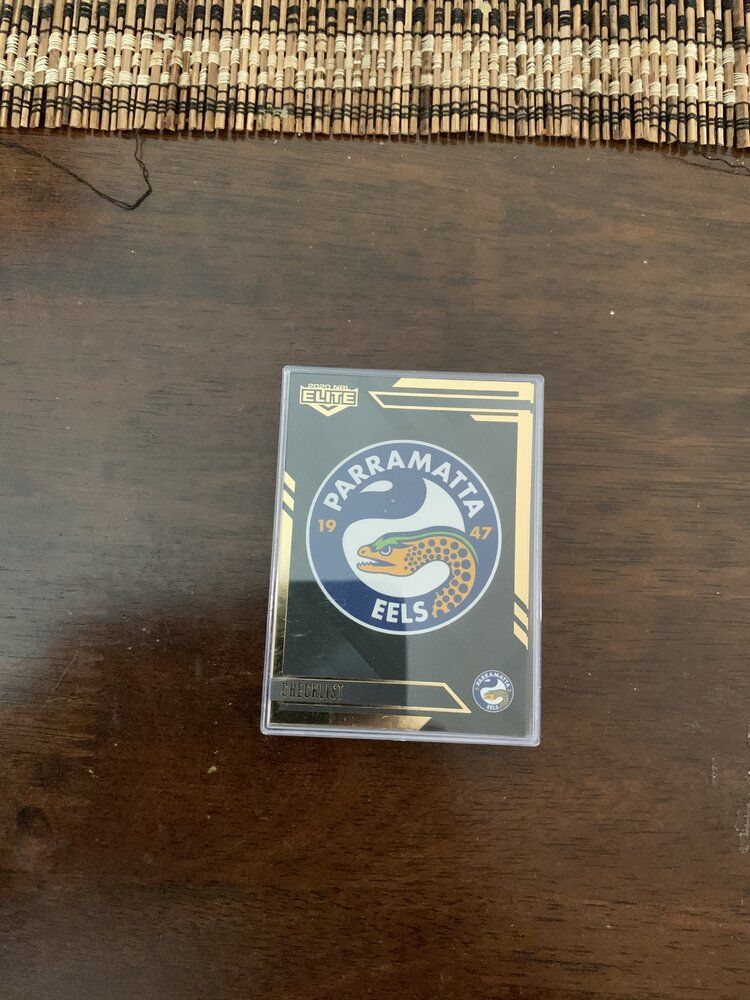 2020 NRL
ELITE
PARRAMATTA
19 47
EELS
CHECKLIST
PARRAMATTA
EELS